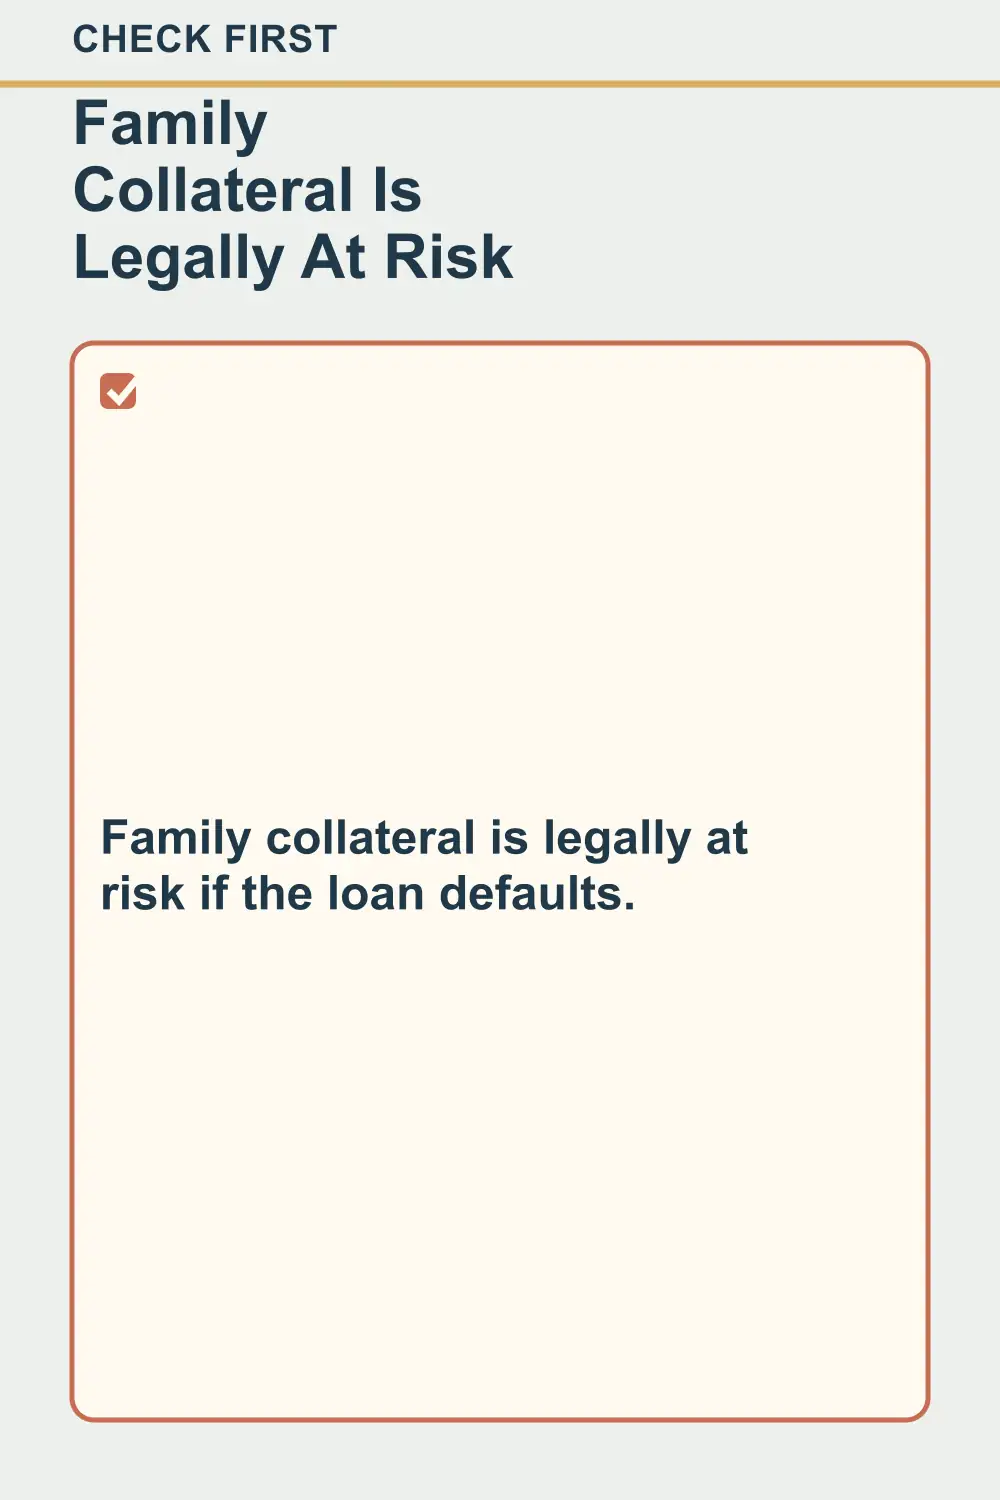 CHECK FIRST
Family
Collateral Is
Legally At Risk
Family collateral is legally at
risk if the loan defaults.